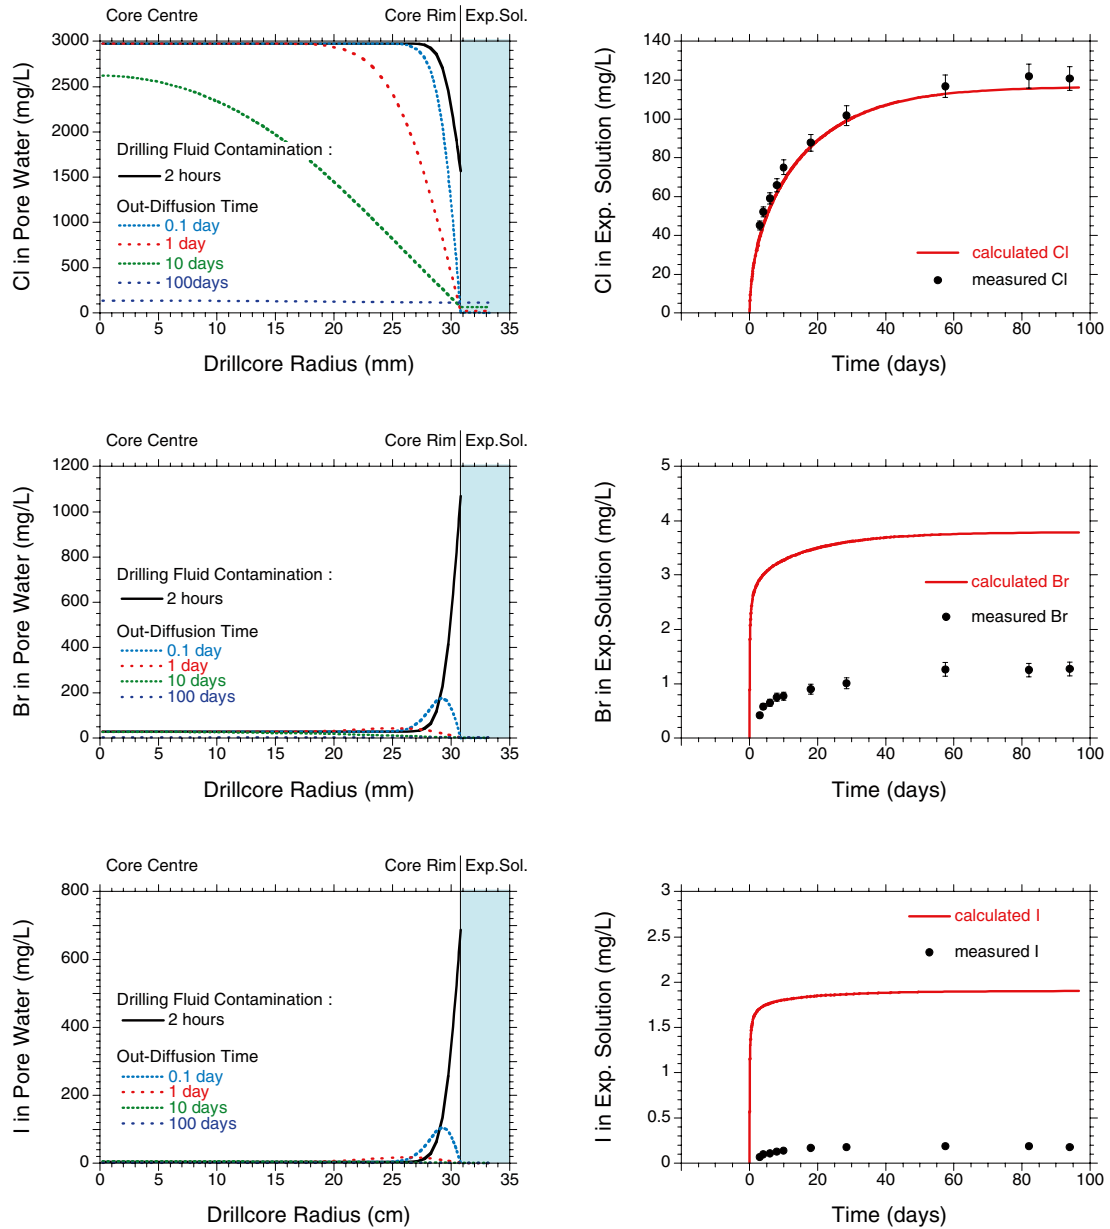 Core Centre
Core Rim
Exp.Sol.
3000
2500
2000
1500
1000
500
0
Cl in Pore Water (mg/L)
Drilling Fluid Contamination :
2 hours
Out-Diffusion Time
0.1 day
1 day
10 days
100days
0 5 10 15 20 25 30 35
Drillcore Radius (mm)
140
120
100
80
60
40
20
0
Cl in Exp. Solution (mg/L)
calculated Cl
measured Cl
0 20 40 60 80 100
Time (days)
Core Centre
Core Rim
Exp.Sol.
1200
1000
800
600
400
200
0
Br in Pore Water (mg/L)
Drilling Fluid Contamination :
2 hours
Out-Diffusion Time
0.1 day
1 day
10 days
100 days
0 5 10 15 20 25 30 35
Drillcore Radius (mm)
5
4
3
2
1
0
Br in Exp.Solution (mg/L)
calculated Br
measured Br
0 20 40 60 80 100
Time (days)
Core Centre
Core Rim
Exp.Sol.
800
600
400
200
0
I in Pore Water (mg/L)
Drilling Fluid Contamination :
2 hours
Out-Diffusion Time
0.1 day
1 day
10 days
100 days
0 5 10 15 20 25 30 35
Drillcore Radius (cm)
3
2.5
2
1.5
1
0.5
0
I in Exp. Solution (mg/L)
calculated I
measured I
0 20 40 60 80 100
Time (days)